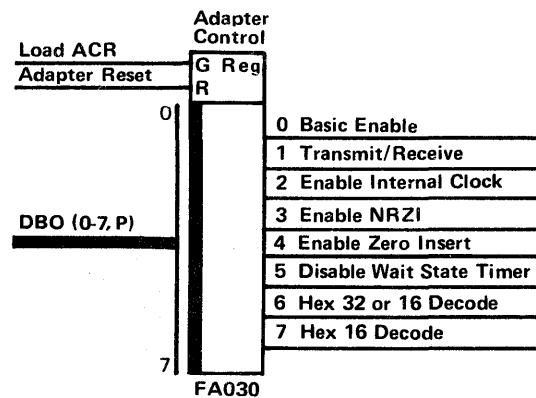 Adapter
Control
Load ACR
G Reg
Adapter Reset
R
0
0 Basic Enable
1 Transmit/Receive
2 Enable Internal Clock
3 Enable NRZI
DBO (0-7, P)
4 Enable Zero Insert
5 Disable Wait State Timer
6 Hex 32 or 16 Decode
7 Hex 16 Decode
7
FA030